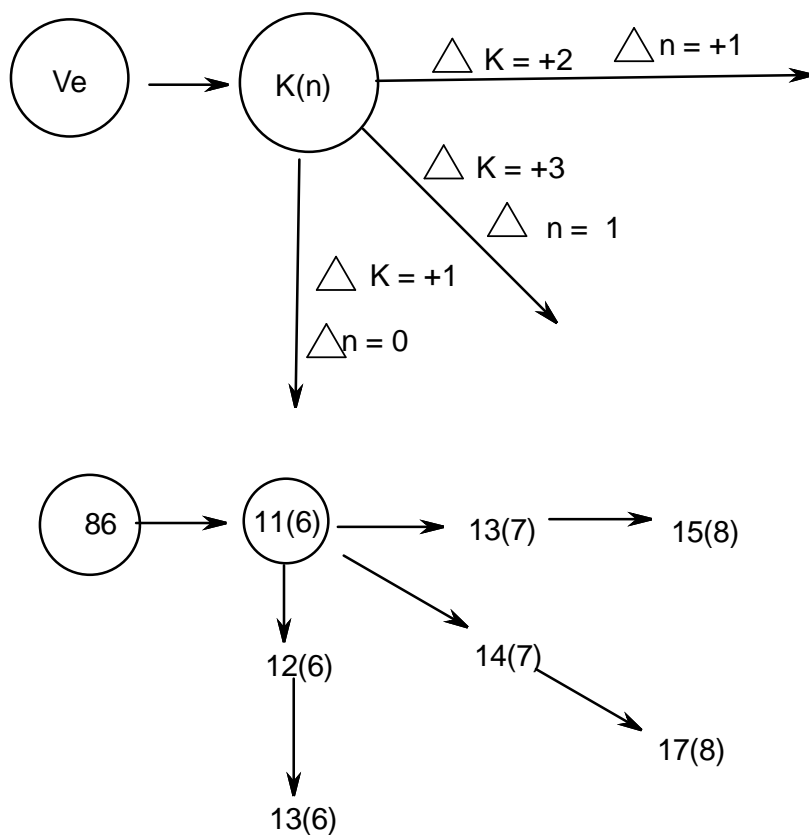 Ve
K(n)
△ K = +2 △ n = +1
△ K = +3
△ n = 1
△ K = +1
△n = 0
86
11(6)
13(7)
15(8)
12(6)
14(7)
17(8)
13(6)